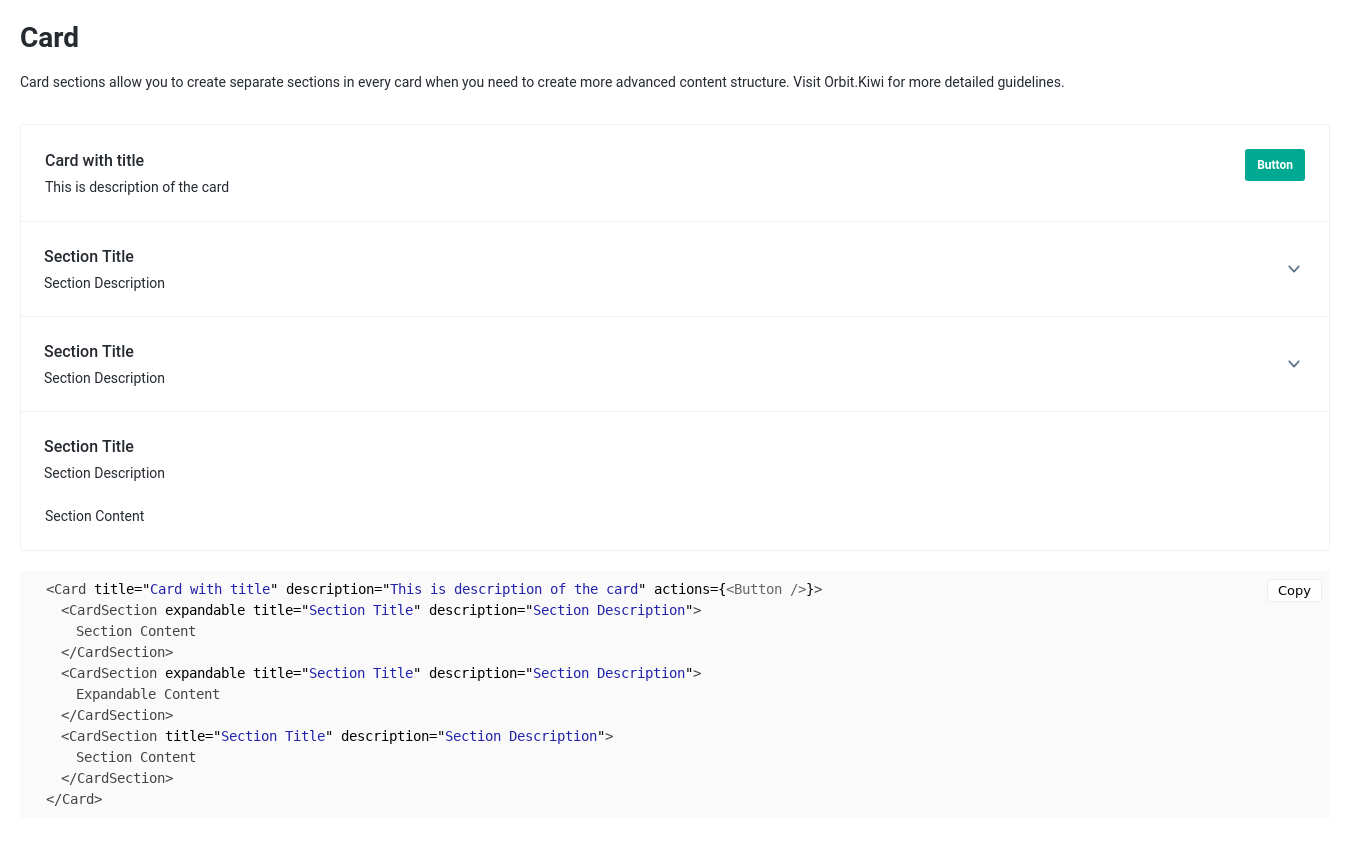 Card
Card sections allow you to create separate sections in every card when you need to create more advanced content structure. Visit Orbit.Kiwi for more detailed guidelines.
Card with title
Button
This is description of the card
Section Title
Section Description
Section Title
Section Description
Section Title
Section Description
Section Content
<Card title="Card with title" description="This is description of the card" actions={<Button />}>
Copy
<CardSection expandable title="Section Title" description="Section Description">
Section Content
</CardSection>
<CardSection expandable title="Section Title" description="Section Description">
Expandable Content
</CardSection>
<CardSection title="Section Title" description="Section Description">
Section Content
</CardSection>
</Card>